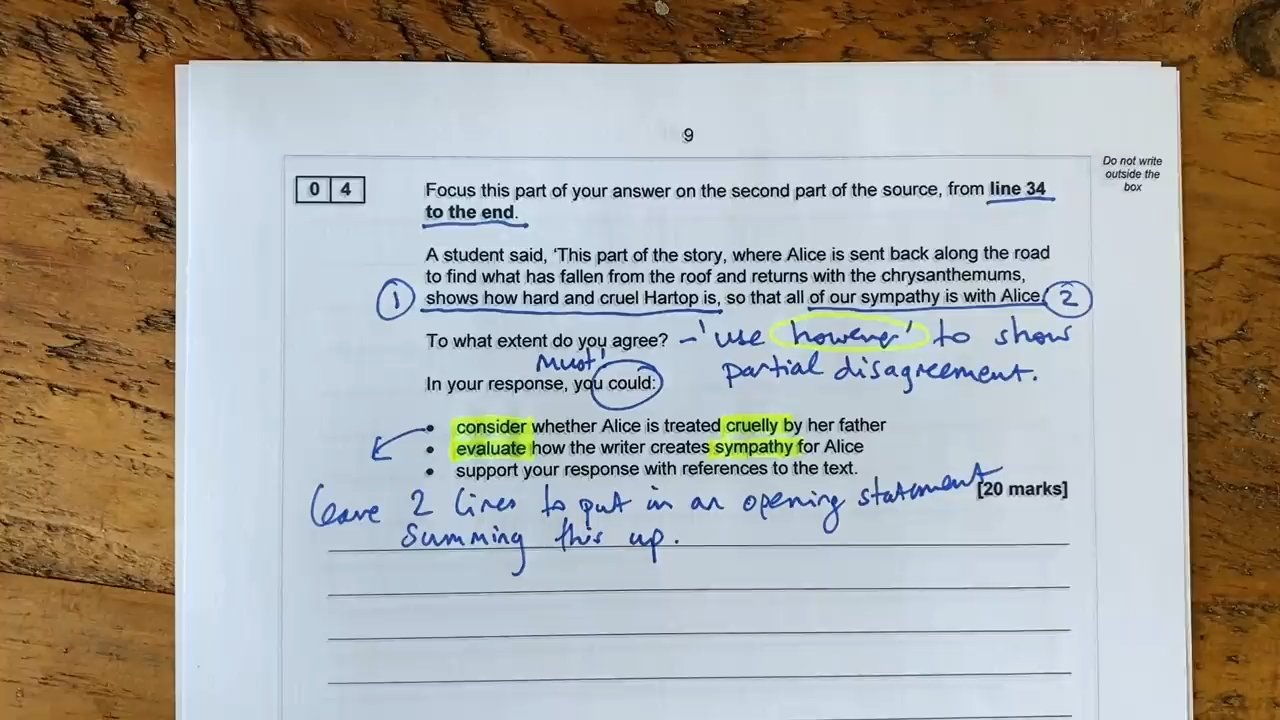 9
Do not write
outside the
box
0 4
Focus this part of your answer on the second part of the source, from line 34
to the end.
A student said, 'This part of the story, where Alice is sent back along the road
to find what has fallen from the roof and returns with the chrysanthemums,
1 shows how hard and cruel Hartop is, so that all of our sympathy is with Alice.' 2
To what extent do you agree? – 'use however' to show
partial disagreement.
must!
In your response, you could:
• consider whether Alice is treated cruelly by her father
• evaluate how the writer creates sympathy for Alice
• support your response with references to the text.
[20 marks]
leave 2 lines to put in an opening statement
summing this up.